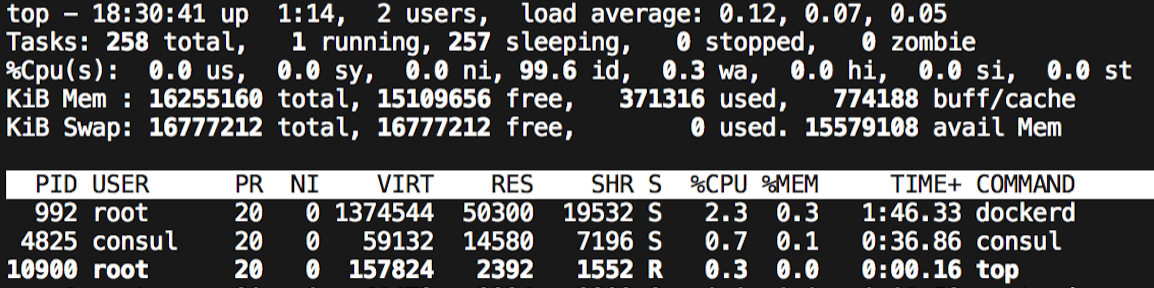 top - 18:30:41 up  1:14,  2 users,  load average: 0.12, 0.07, 0.05
Tasks: 258 total,   1 running, 257 sleeping,   0 stopped,   0 zombie
%Cpu(s):  0.0 us,  0.0 sy,  0.0 ni, 99.6 id,  0.3 wa,  0.0 hi,  0.0 si,  0.0 st
KiB Mem : 16255160 total, 15109656 free,   371316 used,   774188 buff/cache
KiB Swap: 16777212 total, 16777212 free,        0 used. 15579108 avail Mem
  PID USER      PR  NI    VIRT    RES    SHR S  %CPU %MEM     TIME+ COMMAND
  992 root      20   0 1374544  50300  19532 S   2.3  0.3   1:46.33 dockerd
 4825 consul    20   0   59132  14580   7196 S   0.7  0.1   0:36.86 consul
10900 root      20   0  157824   2392   1552 R   0.3  0.0   0:00.16 top